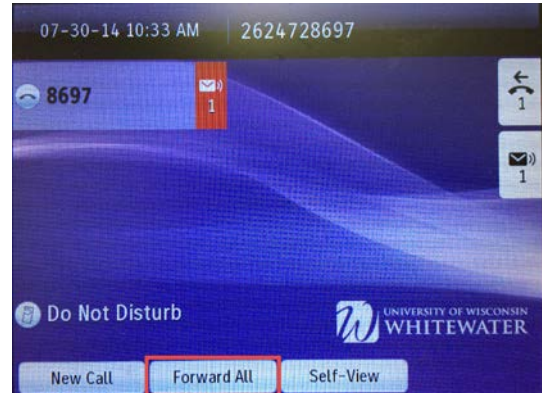 07-30-14 10:33 AM 2624728697
8697
1
1
1
Do Not Disturb
UNIVERSITY OF WISCONSIN
WHITEWATER
New Call Forward All Self-View